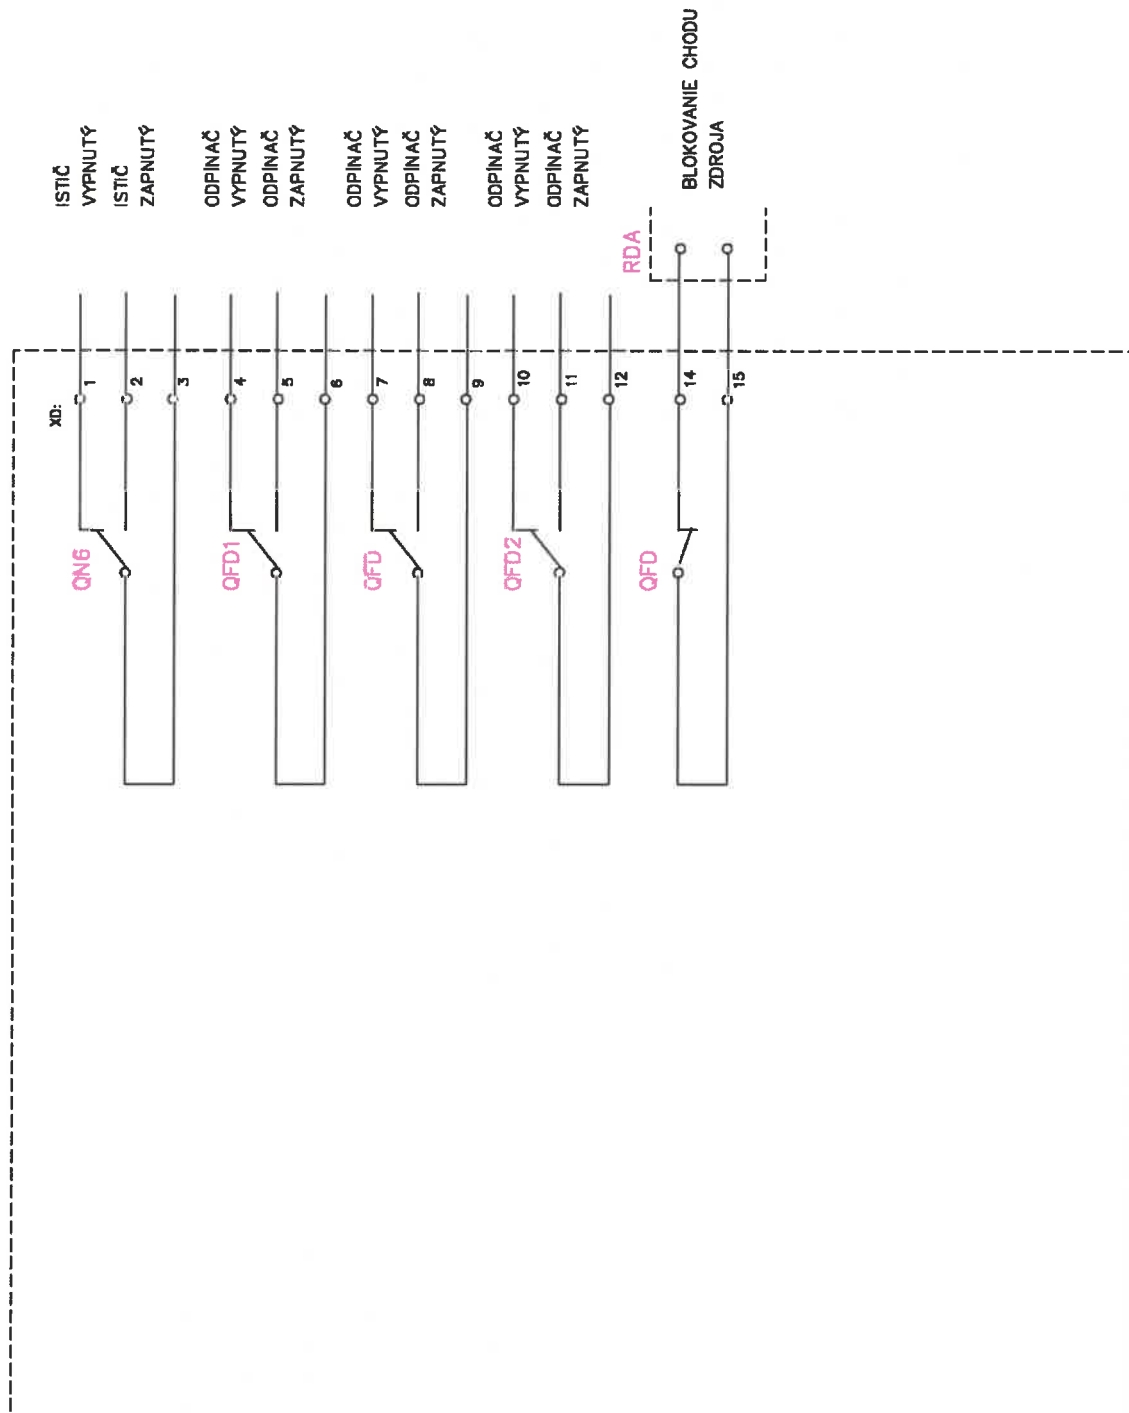 ISTIČ
VYPNUTÝ
ISTIČ
ZAPNUTÝ
ODPÍNAČ
VYPNUTÝ
ODPÍNAČ
ZAPNUTÝ
ODPÍNAČ
VYPNUTÝ
ODPÍNAČ
ZAPNUTÝ
ODPÍNAČ
VYPNUTÝ
ODPÍNAČ
ZAPNUTÝ
BLOKOVANIE CHODU
ZDROJA
RDA
XD:
1
2
3
4
5
6
7
8
9
10
11
12
14
15
QN6
QFD1
QFD
QFD2
QFD